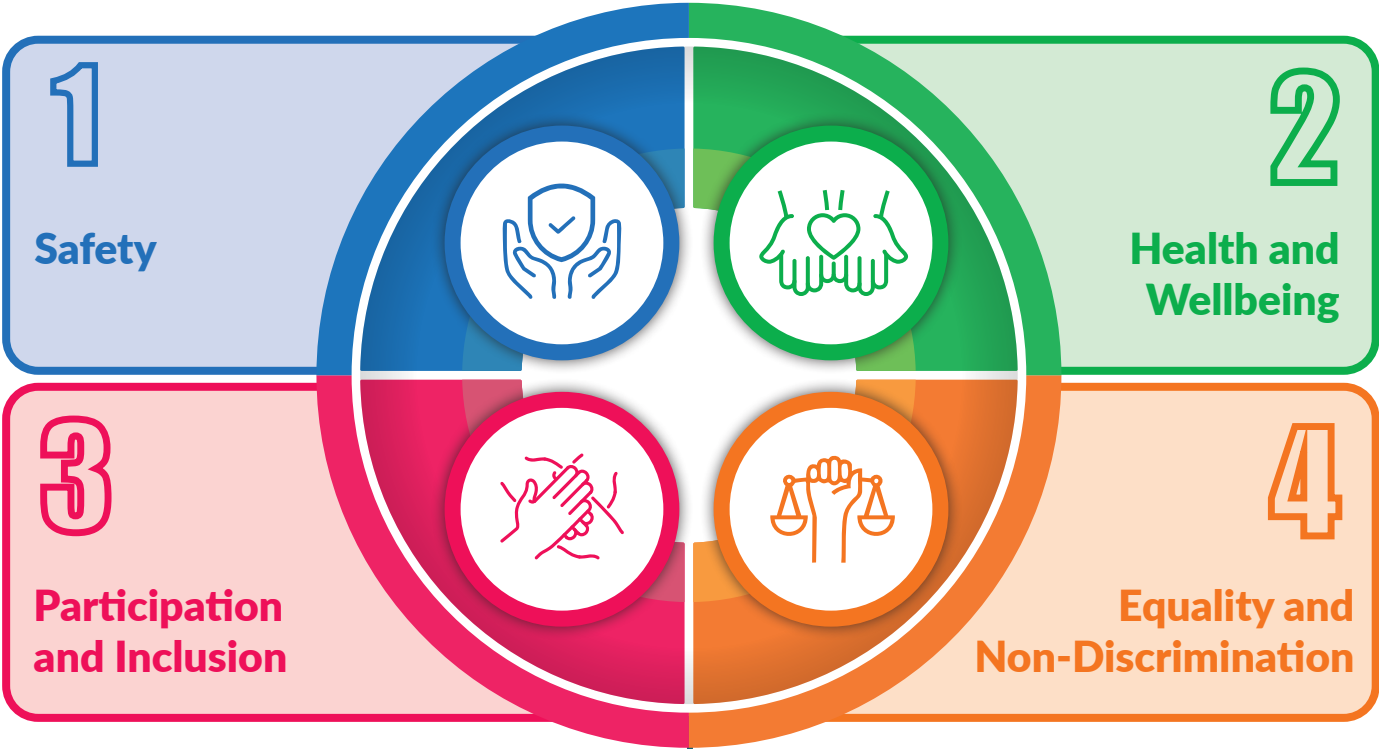 1
Safety
2
Health and
Wellbeing
3
Participation
and Inclusion
4
Equality and
Non-Discrimination